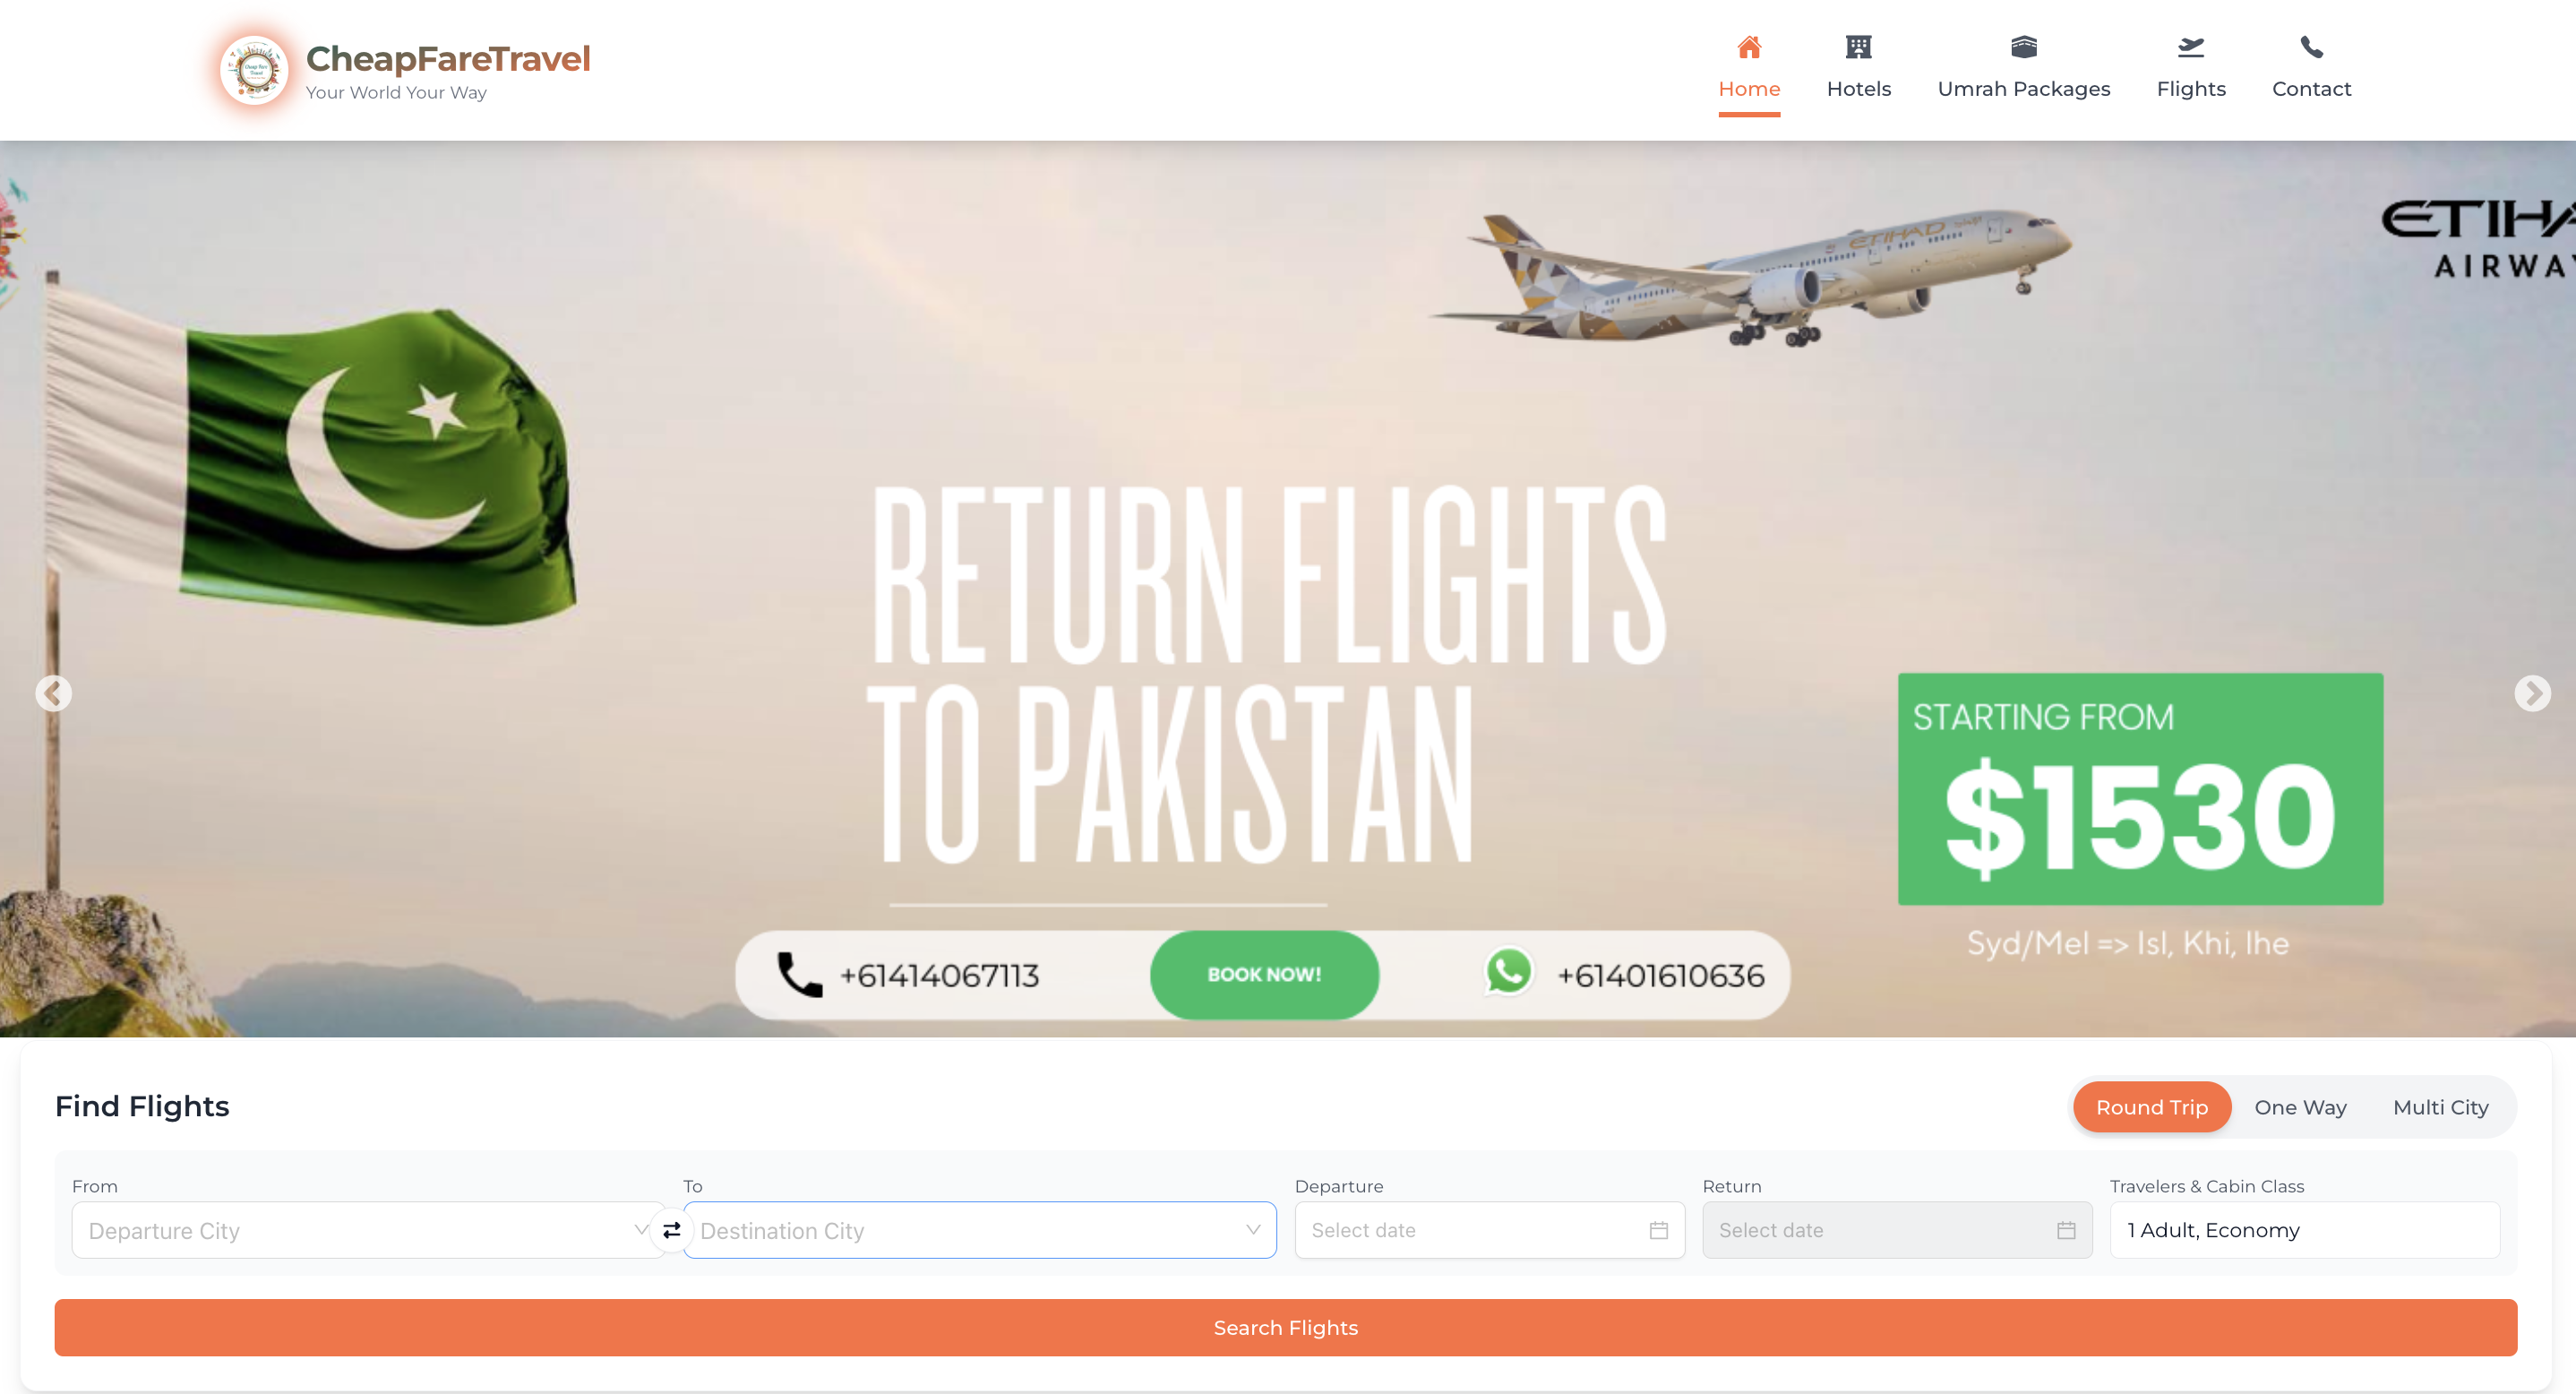 CheapFareTravel
Your World Your Way
Home
Hotels
Umrah Packages
Flights
Contact
ETIHAD
RETURN FLIGHTS
TO PAKISTAN
STARTING FROM
$1530
Syd/Mel => Isl, Khi, lhe
+61414067113
BOOK NOW!
+61401610636
Find Flights
Round Trip
One Way
Multi City
From
To
Departure
Return
Travelers & Cabin Class
Departure City
Destination City
Select date
Select date
1 Adult, Economy
Search Flights